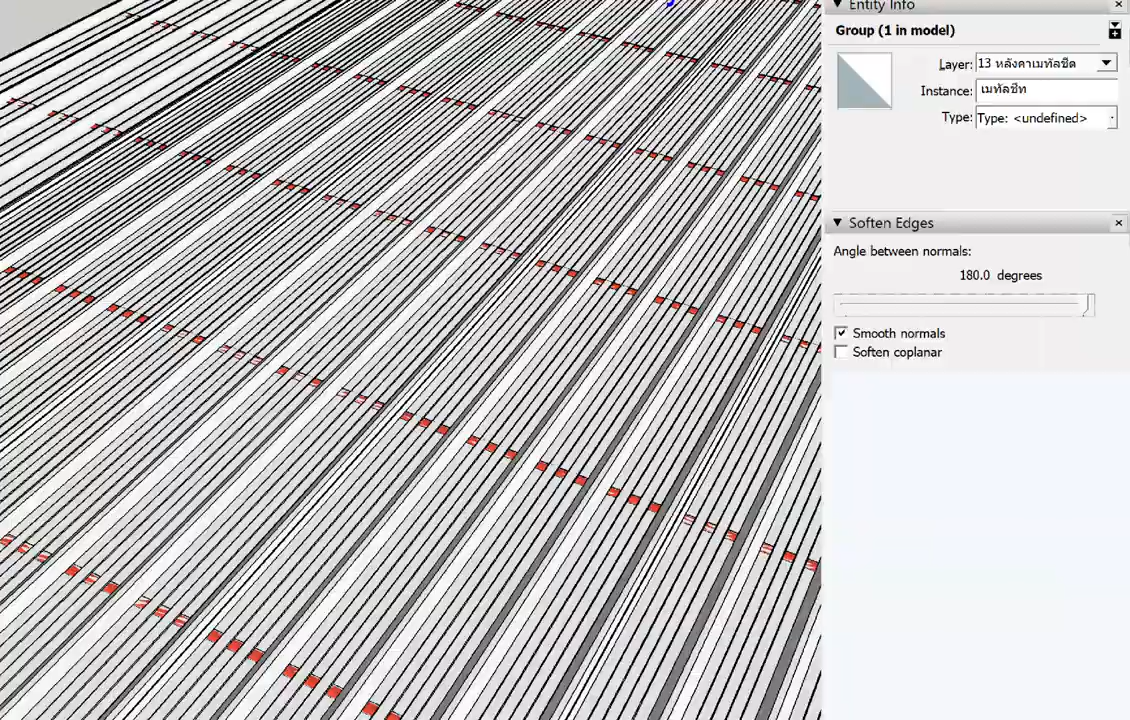 Entity Info
Group (1 in model)
Layer: 13 หลังคาเมทัลชีต
Instance: เมทัลชีท
Type: Type: <undefined>
Soften Edges
Angle between normals:
180.0 degrees
Smooth normals
Soften coplanar